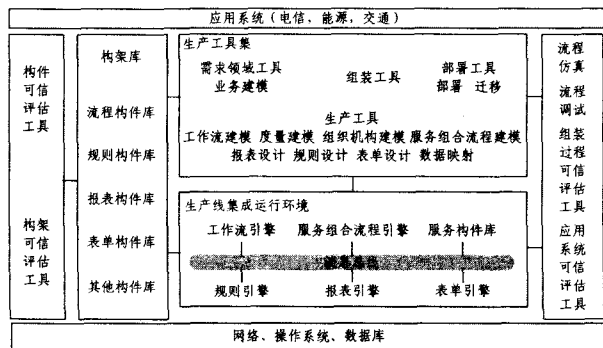 应用系统(电信、能源、交通)
构件
可信
评估
工具
构架
可信
评估
工具
构架库
流程构件库
规则构件库
报表构件库
表单构件库
其他构件库
生产工具集
需求领域工具 组装工具 部署工具
业务建模 部署 迁移
生产工具
工作流建模 度量建模 组织机构建模 服务组合流程建模
报表设计 规则设计 表单设计 数据映射
生产线集成运行环境
工作流引擎 服务组合流程引擎 服务构件库
规则引擎 报表引擎 表单引擎
流程
仿真
流程
调试
组装
过程
可信
评估
工具
应用
系统
可信
评估
工具
网络、操作系统、数据库